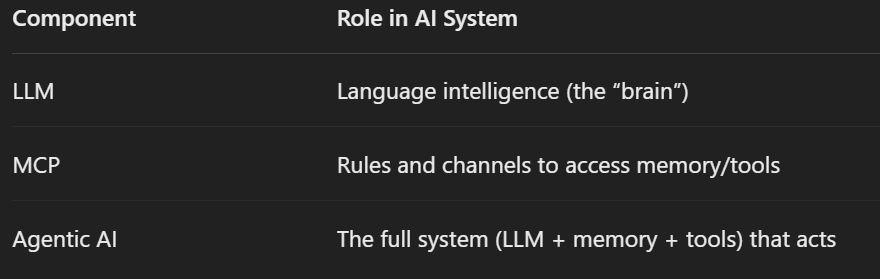 Component Role in AI System
LLM Language intelligence (the “brain”)
MCP Rules and channels to access memory/tools
Agentic AI The full system (LLM + memory + tools) that acts